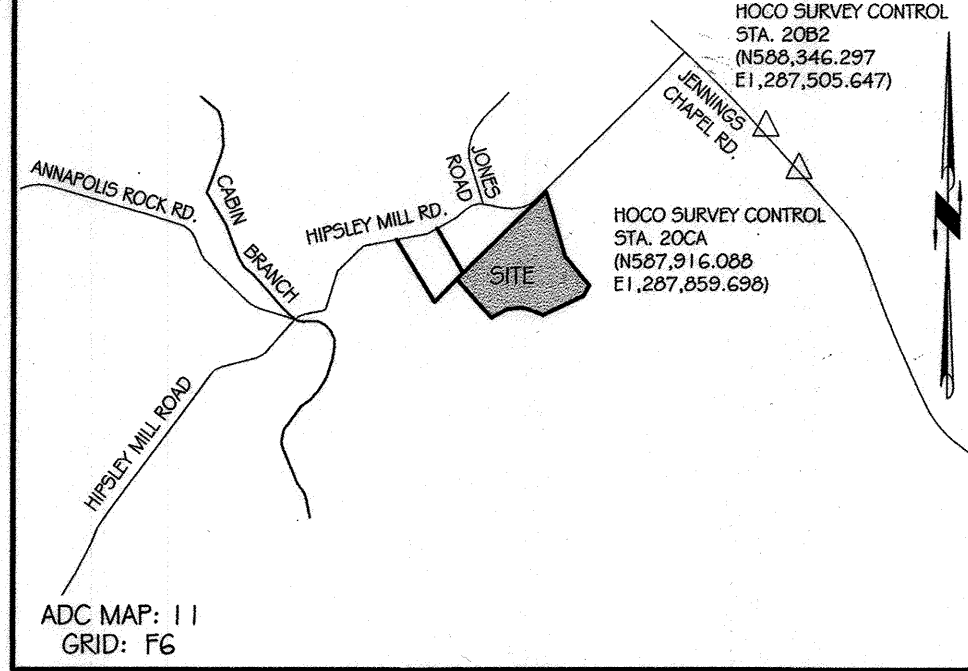 HOCO SURVEY CONTROL
STA. 20B2
(N588,346.297
E1,287,505.647)
JENNINGS
CHAPEL RD.
JONES
ROAD
ANNAPOLIS ROCK RD.
CABIN
BRANCH
HIPSLEY MILL RD.
HOCO SURVEY CONTROL
STA. 20CA
(N587,916.088
E1,287,859.698)
SITE
HIPSLEY MILL ROAD
ADC MAP: 11
GRID: F6